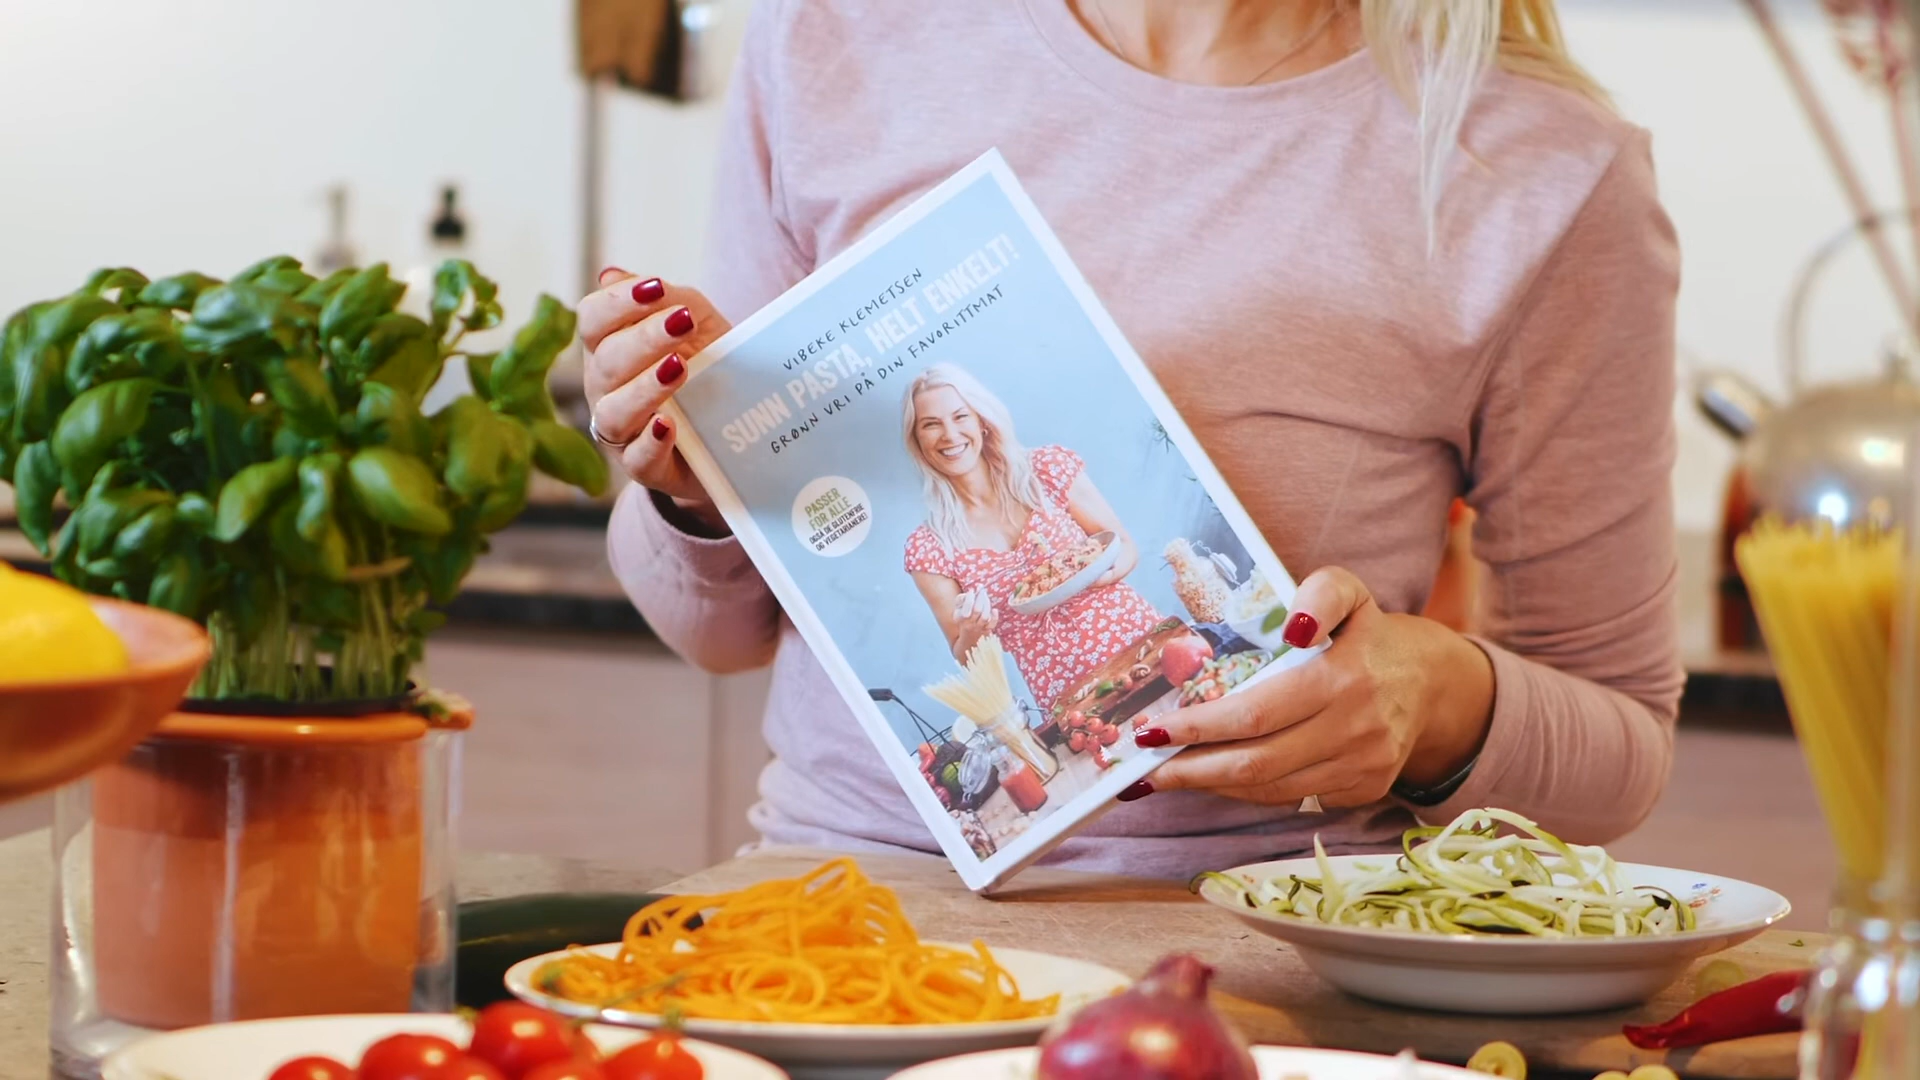 VIBEKE KLEMETSEN
SUNN PASTA, HELT ENKELT!
GRØNN VRI PÅ DIN FAVORITTMAT
PASSER
FOR ALLE
OGSÅ DE GLUTENFRIE
OG VEGETARIANERE!